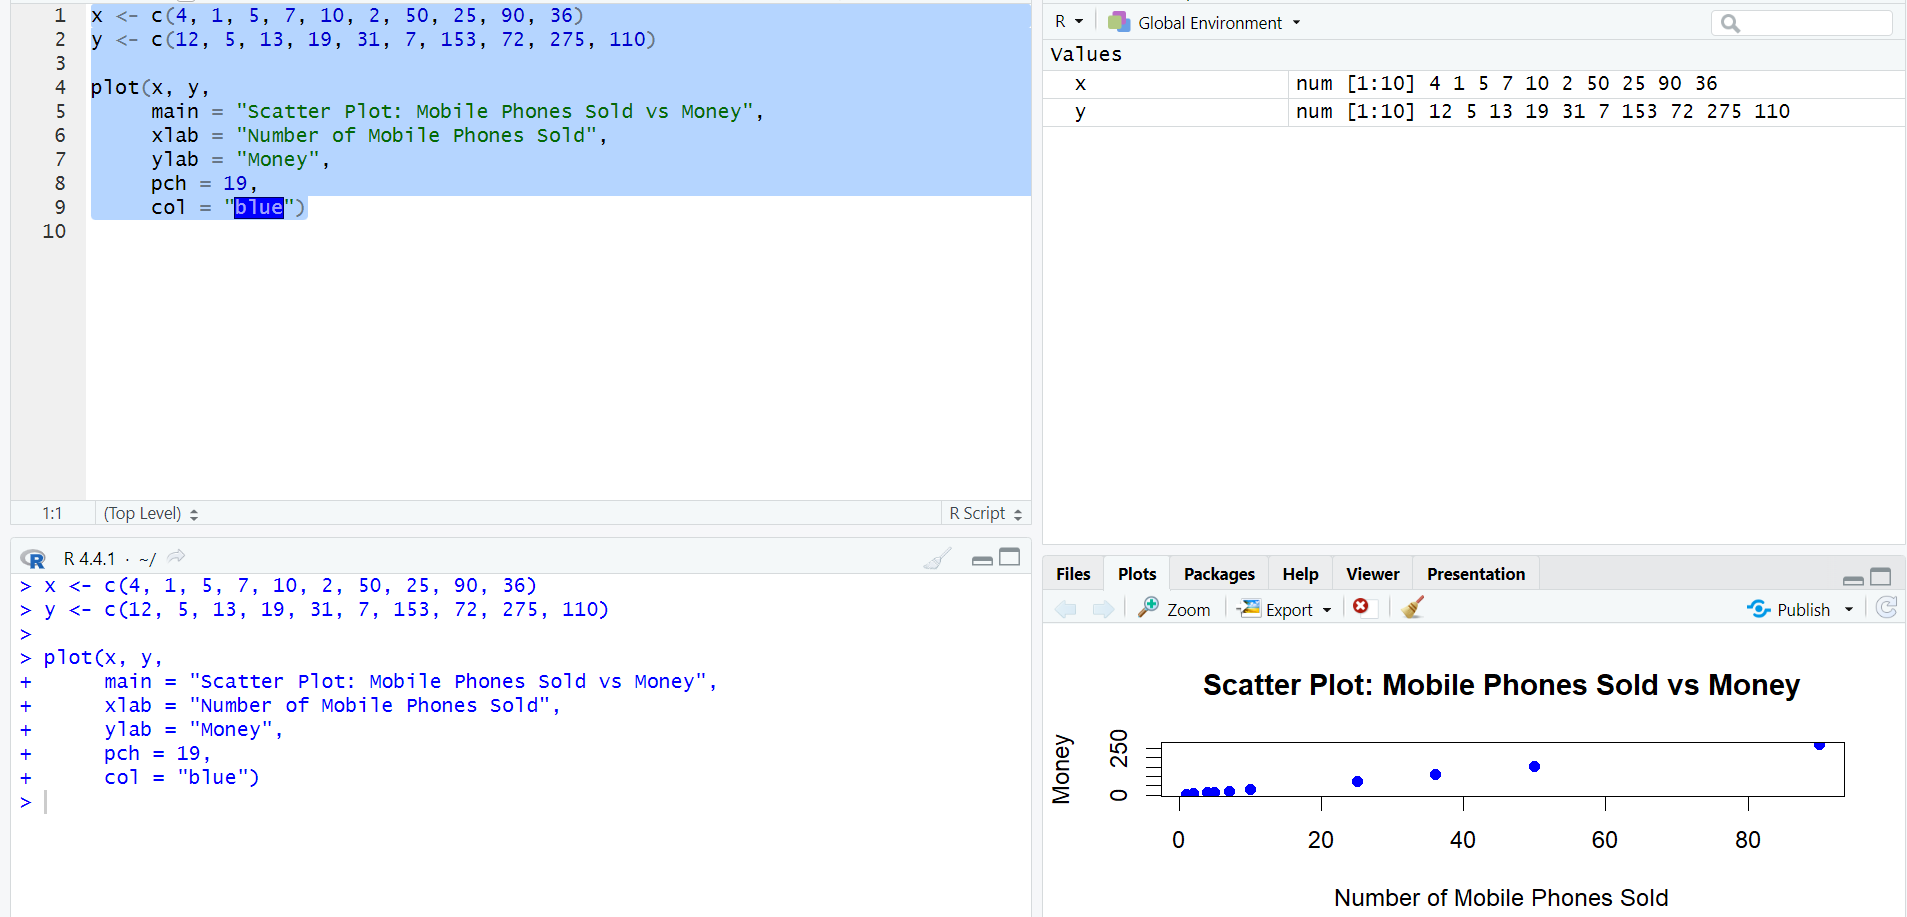 1 x <- c(4, 1, 5, 7, 10, 2, 50, 25, 90, 36)
2 y <- c(12, 5, 13, 19, 31, 7, 153, 72, 275, 110)
3
4 plot(x, y,
5      main = "Scatter Plot: Mobile Phones Sold vs Money",
6      xlab = "Number of Mobile Phones Sold",
7      ylab = "Money",
8      pch = 19,
9      col = "blue")
10
1:1 (Top Level) R Script
R 4.4.1 · ~/
> x <- c(4, 1, 5, 7, 10, 2, 50, 25, 90, 36)
> y <- c(12, 5, 13, 19, 31, 7, 153, 72, 275, 110)
>
> plot(x, y,
+      main = "Scatter Plot: Mobile Phones Sold vs Money",
+      xlab = "Number of Mobile Phones Sold",
+      ylab = "Money",
+      pch = 19,
+      col = "blue")
>
R Global Environment
Values
x num [1:10] 4 1 5 7 10 2 50 25 90 36
y num [1:10] 12 5 13 19 31 7 153 72 275 110
Files Plots Packages Help Viewer Presentation
Zoom Export Publish
Scatter Plot: Mobile Phones Sold vs Money
Money
250
0
0 20 40 60 80
Number of Mobile Phones Sold